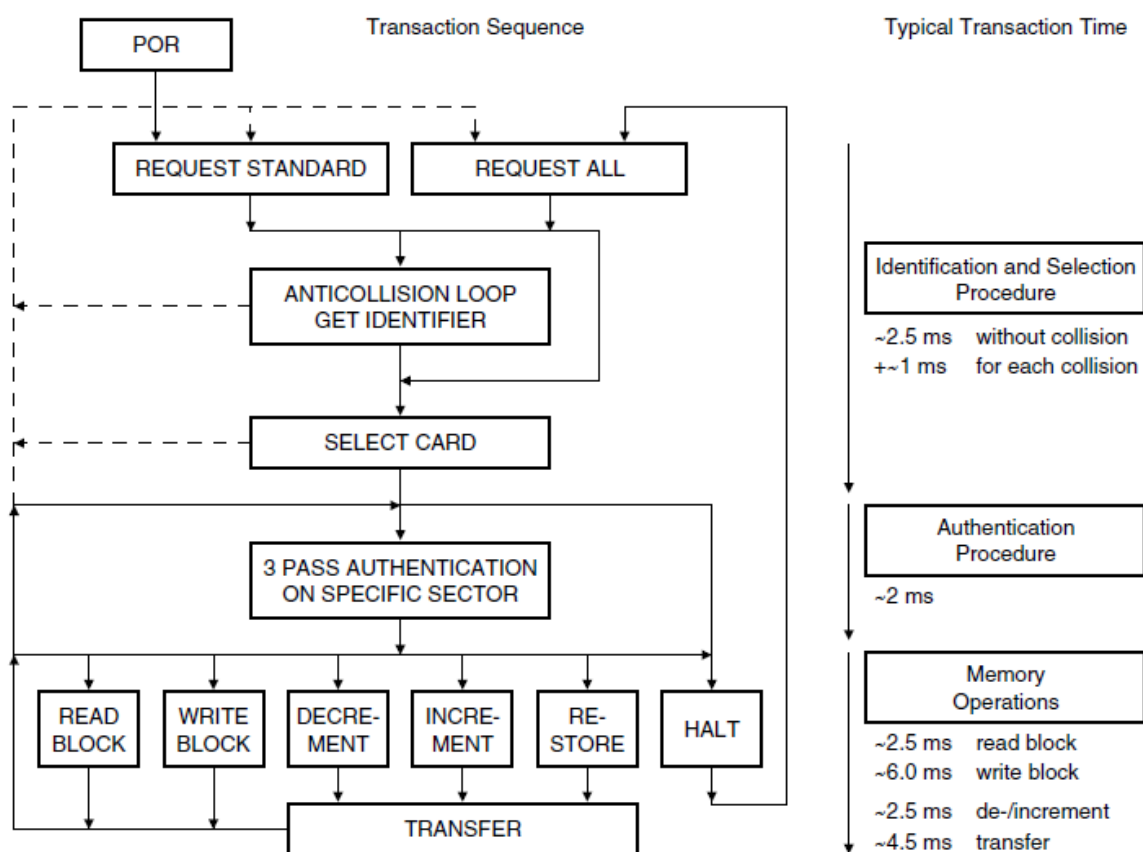 Transaction Sequence
Typical Transaction Time
POR
REQUEST STANDARD
REQUEST ALL
Identification and Selection
Procedure
ANTICOLLISION LOOP
GET IDENTIFIER
~2.5 ms without collision
+~1 ms for each collision
SELECT CARD
Authentication
Procedure
3 PASS AUTHENTICATION
ON SPECIFIC SECTOR
~2 ms
Memory
Operations
READ
BLOCK
WRITE
BLOCK
DECRE-
MENT
INCRE-
MENT
RE-
STORE
HALT
~2.5 ms read block
~6.0 ms write block
~2.5 ms de-/increment
~4.5 ms transfer
TRANSFER